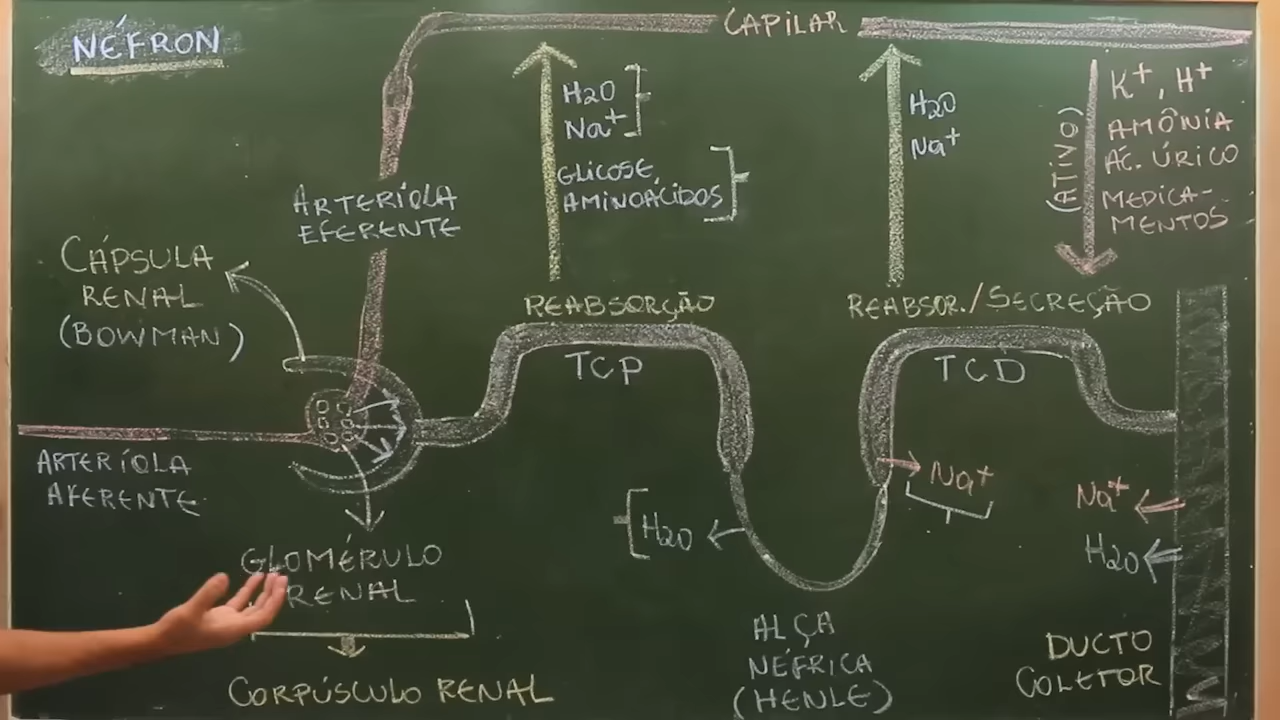 NÉFRON
CAPILAR
H2O
Na+
GLICOSE,
AMINOÁCIDOS
H2O
Na+
(ATIVO)
K+, H+
AMÔNIA
ÁC. ÚRICO
MEDICA-
MENTOS
ARTERÍOLA
EFERENTE
CÁPSULA
RENAL
(BOWMAN)
REABSORÇÃO
TCP
REABSOR./SECREÇÃO
TCD
ARTERÍOLA
AFERENTE
H2O
Na+
Na+
H2O
GLOMÉRULO
RENAL
CORPÚSCULO RENAL
ALÇA
NÉFRICA
(HENLE)
DUCTO
COLETOR